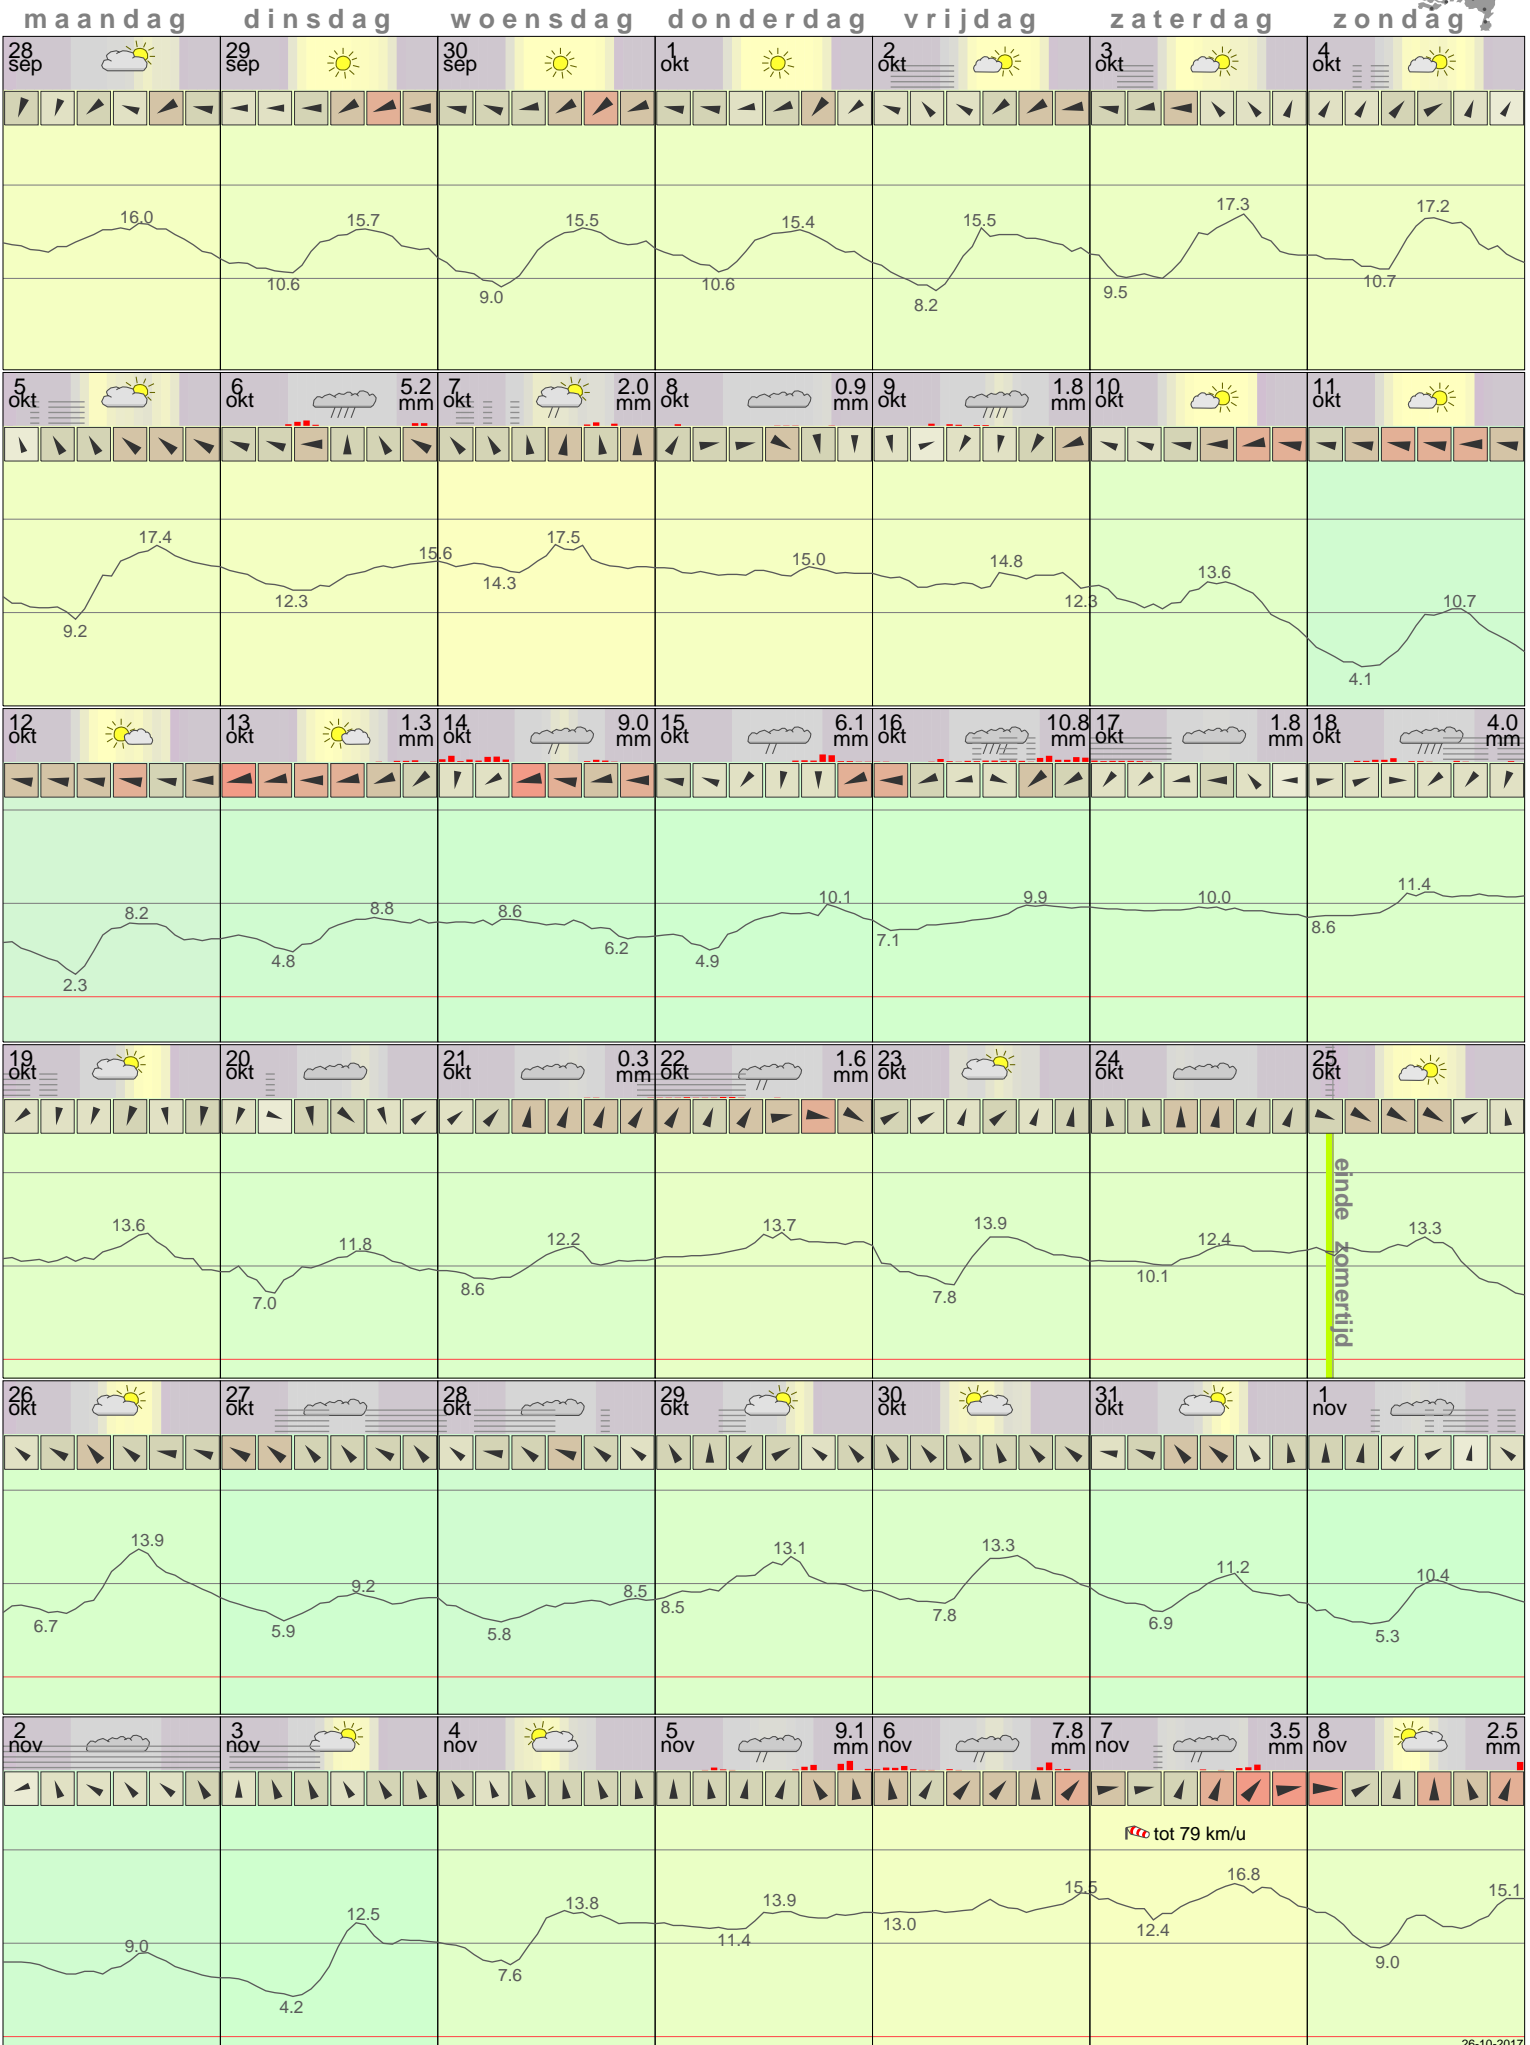 maandag dinsdag woensdag donderdag vrijdag zaterdag zondag
28 29 30 1 2 3 4
sep sep sep okt okt okt okt
16.0 15.7 15.5 15.4 15.5 17.3 17.2
10.6 9.0 10.6 8.2 9.5 10.7
5 6 5.2 7 2.0 8 0.9 9 1.8 10 11
okt okt mm okt mm okt mm okt mm okt okt
17.4 15.6 17.5 15.0 14.8 13.6 10.7
9.2 12.3 14.3 12.3 4.1
12 13 1.3 14 9.0 15 6.1 16 10.8 17 1.8 18 4.0
okt okt mm okt mm okt mm okt mm okt mm okt mm
8.2 8.8 8.6 10.1 9.9 10.0 11.4
2.3 4.8 6.2 4.9 7.1 8.6
19 20 21 0.3 22 1.6 23 24 25
okt okt okt mm okt mm okt okt okt
einde zomertijd
13.6 11.8 12.2 13.7 13.9 12.4 13.3
7.0 8.6 7.8 10.1
26 27 28 29 30 31 1
okt okt okt okt okt okt nov
13.9 9.2 8.5 13.1 13.3 11.2 10.4
6.7 5.9 5.8 8.5 7.8 6.9 5.3
2 3 4 5 9.1 6 7.8 7 3.5 8 2.5
nov nov nov nov mm nov mm nov mm nov mm
tot 79 km/u
9.0 12.5 13.8 13.9 15.5 16.8 15.1
4.2 7.6 11.4 13.0 12.4 9.0
26-10-2017